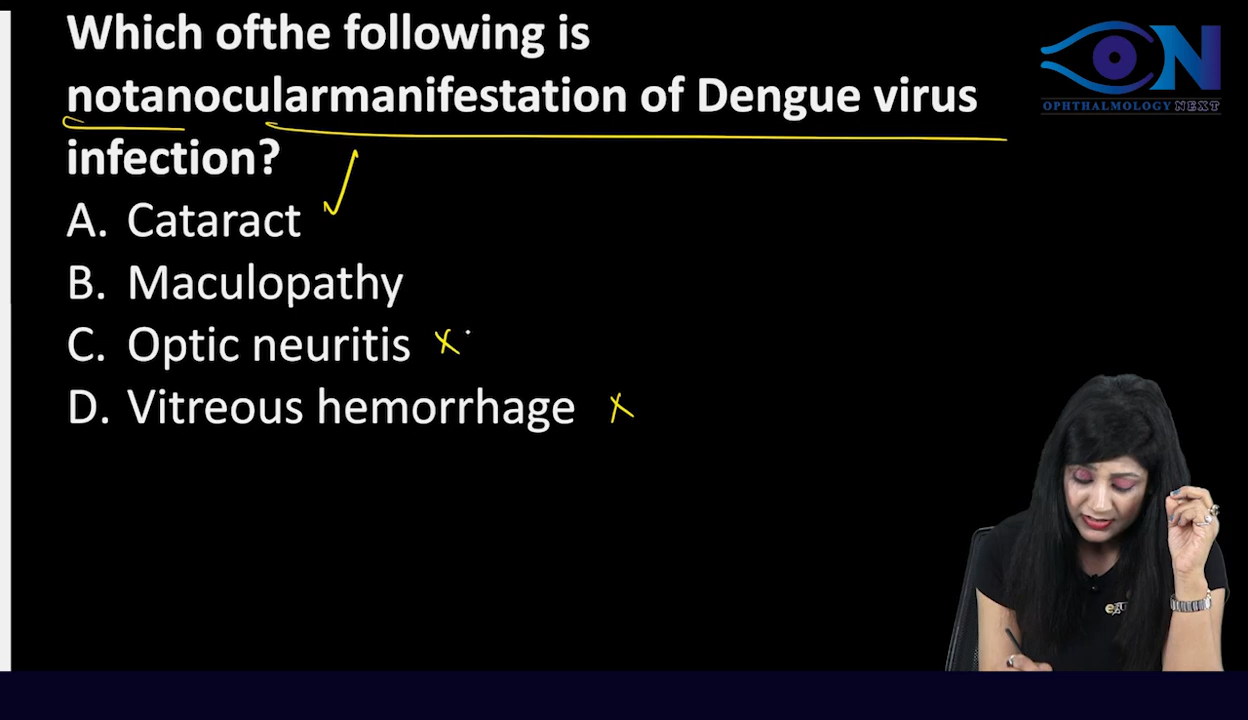 Which ofthe following is
notanocularmanifestation of Dengue virus
infection?
A. Cataract
B. Maculopathy
C. Optic neuritis
D. Vitreous hemorrhage
ON
OPHTHALMOLOGY NEXT